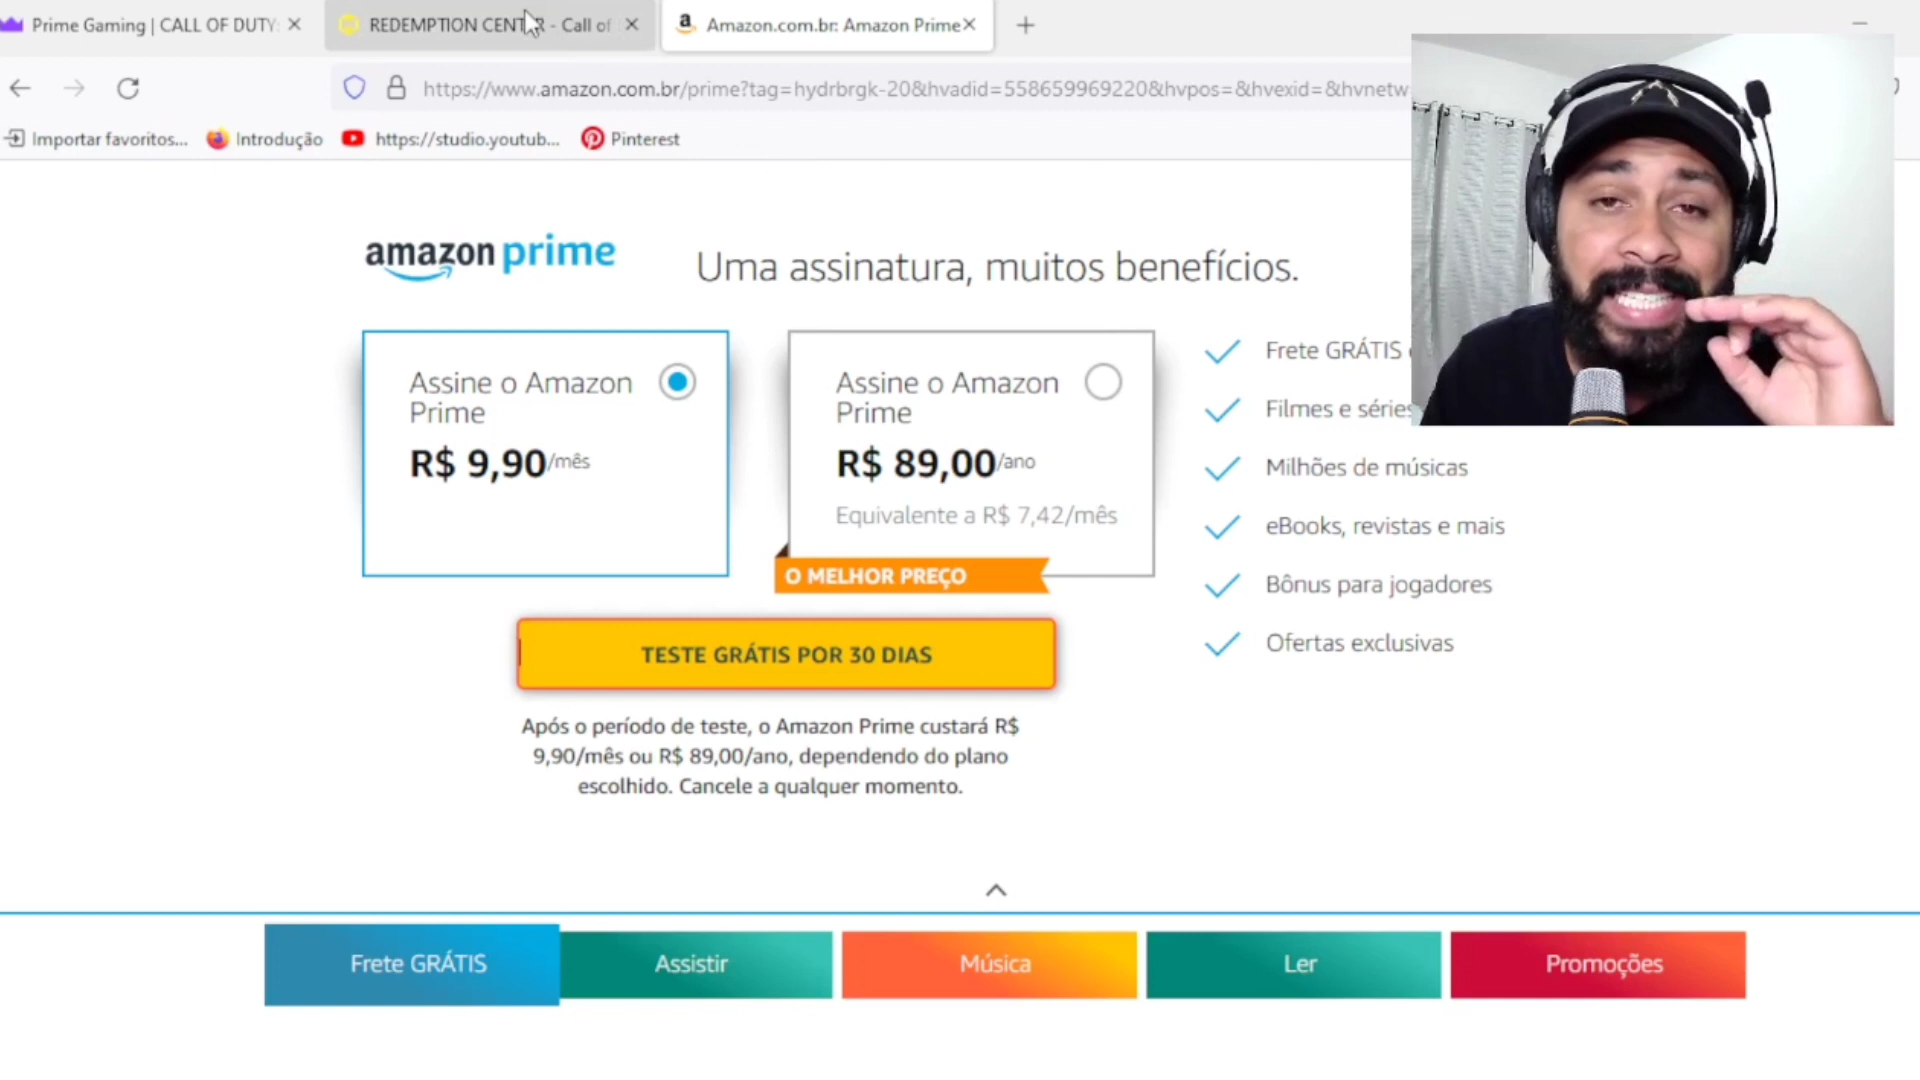 Prime Gaming | CALL OF DUTY:
REDEMPTION CENTER - Call of
Amazon.com.br: Amazon Prime
https://www.amazon.com.br/prime?tag=hydrbrgk-20&hvadid=558659969220&hvpos=&hvexid=&hvnetw
Importar favoritos...
Introdução
https://studio.youtub...
Pinterest
amazon prime
Uma assinatura, muitos benefícios.
Assine o Amazon
Prime
R$ 9,90/mês
Assine o Amazon
Prime
R$ 89,00/ano
Equivalente a R$ 7,42/mês
O MELHOR PREÇO
Frete GRÁTIS
Filmes e séries
Milhões de músicas
eBooks, revistas e mais
Bônus para jogadores
Ofertas exclusivas
TESTE GRÁTIS POR 30 DIAS
Após o período de teste, o Amazon Prime custará R$
9,90/mês ou R$ 89,00/ano, dependendo do plano
escolhido. Cancele a qualquer momento.
Frete GRÁTIS
Assistir
Música
Ler
Promoções